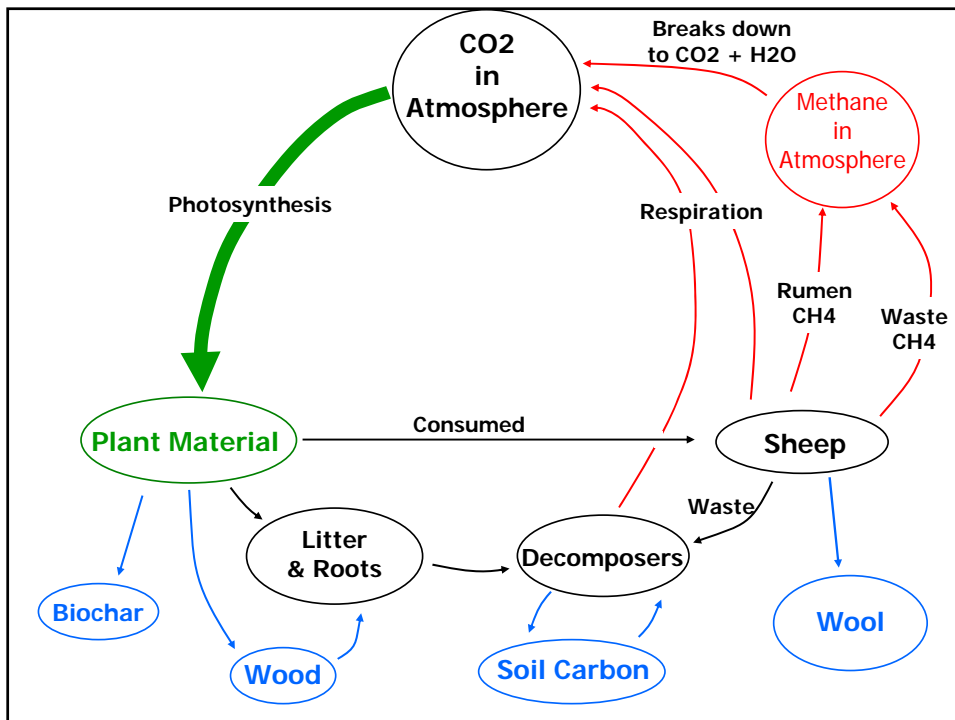 CO2
in
Atmosphere
Breaks down
to CO2 + H2O
Methane
in
Atmosphere
Photosynthesis
Respiration
Rumen
CH4
Waste
CH4
Plant Material
Consumed
Sheep
Waste
Litter
& Roots
Decomposers
Biochar
Wood
Soil Carbon
Wool